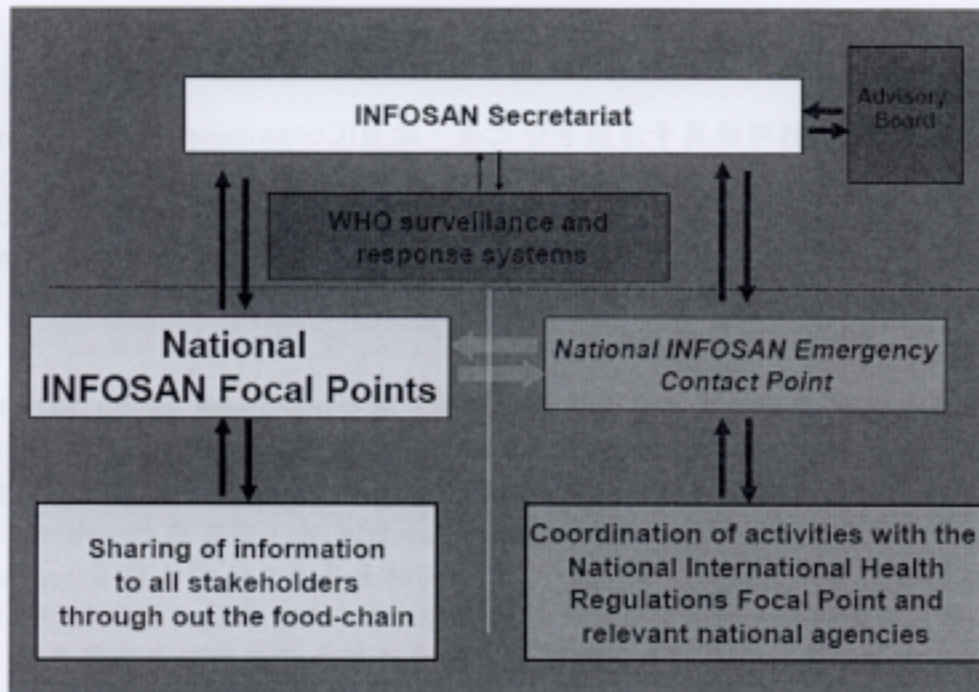 INFOSAN Secretariat
Advisory
Board
WHO surveillance and
response systems
National
INFOSAN Focal Points
National INFOSAN Emergency
Contact Point
Sharing of information
to all stakeholders
through out the food-chain
Coordination of activities with the
National International Health
Regulations Focal Point and
relevant national agencies